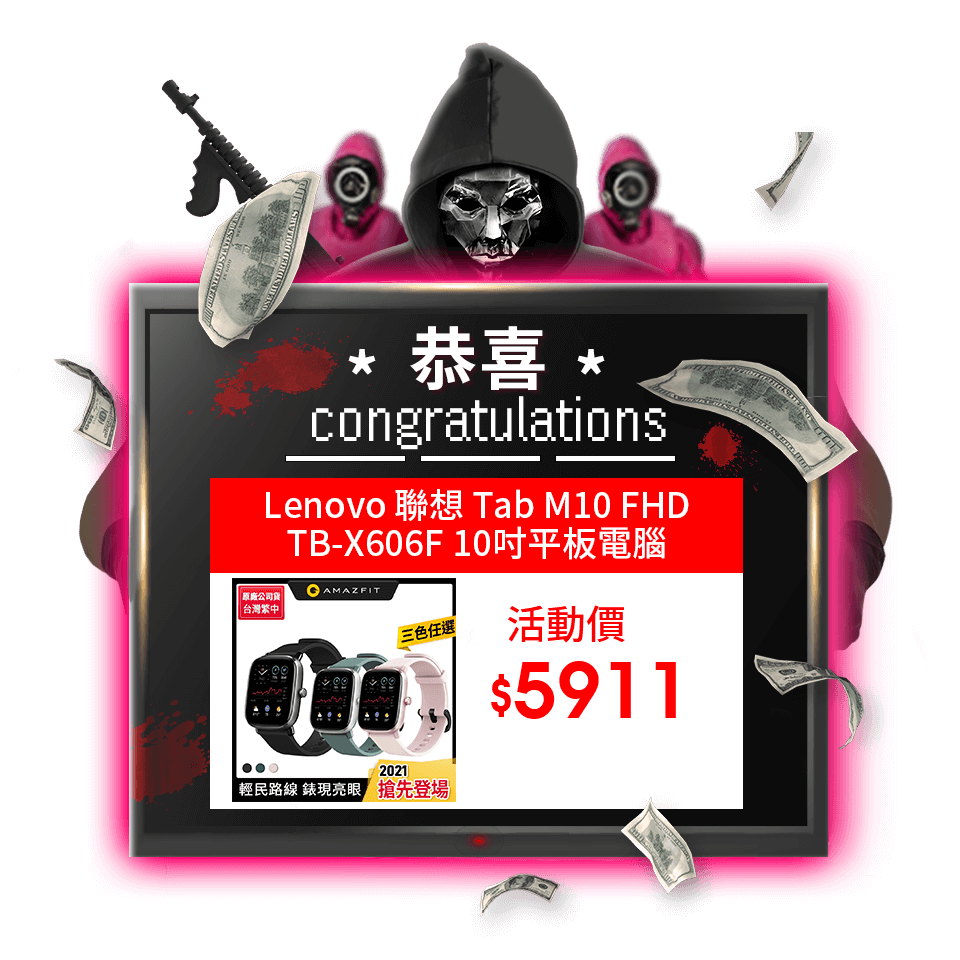 * 恭喜 *
congratulations
Lenovo 聯想 Tab M10 FHD
TB-X606F 10吋平板電腦
原廠公司貨
台灣繁中
AMAZFIT
三色任選
活動價
$5911
2021
輕民路線 錶現亮眼
搶先登場